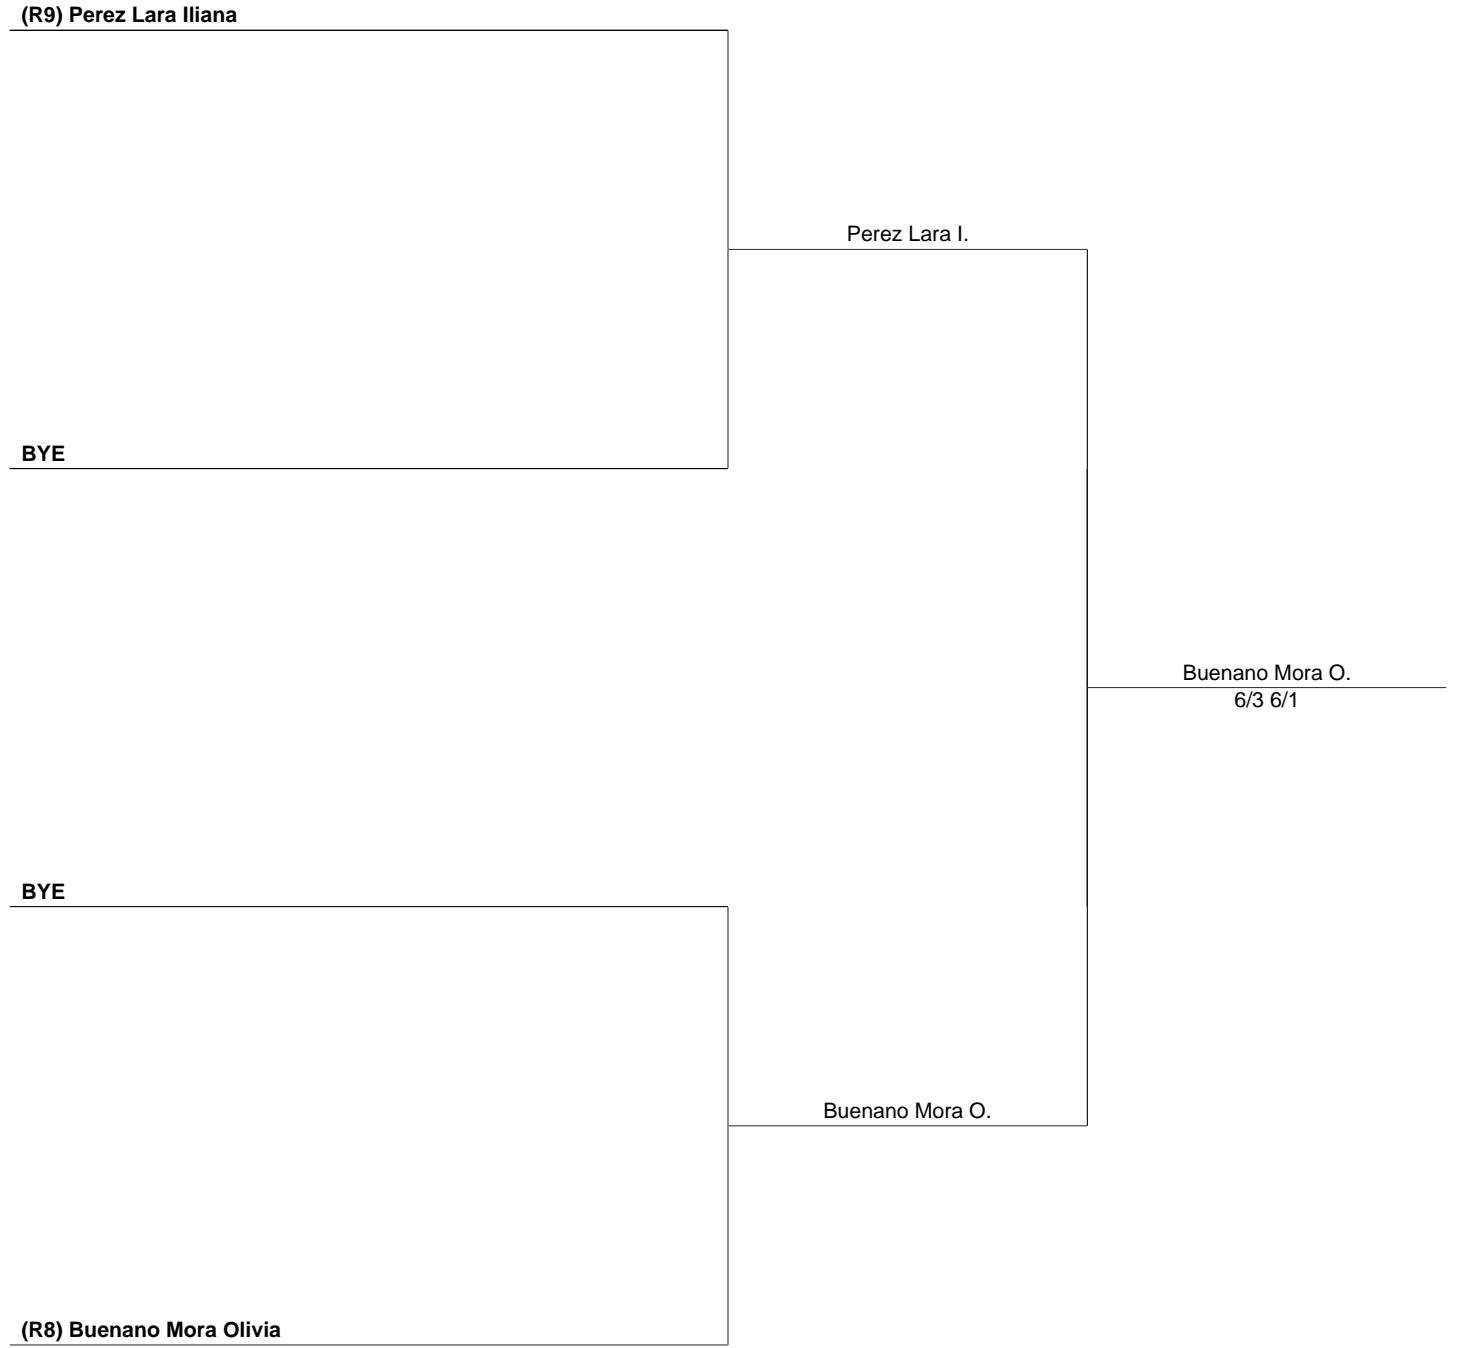 (R9) Perez Lara Iliana
Perez Lara I.
BYE
Buenano Mora O.
6/3 6/1
BYE
Buenano Mora O.
(R8) Buenano Mora Olivia